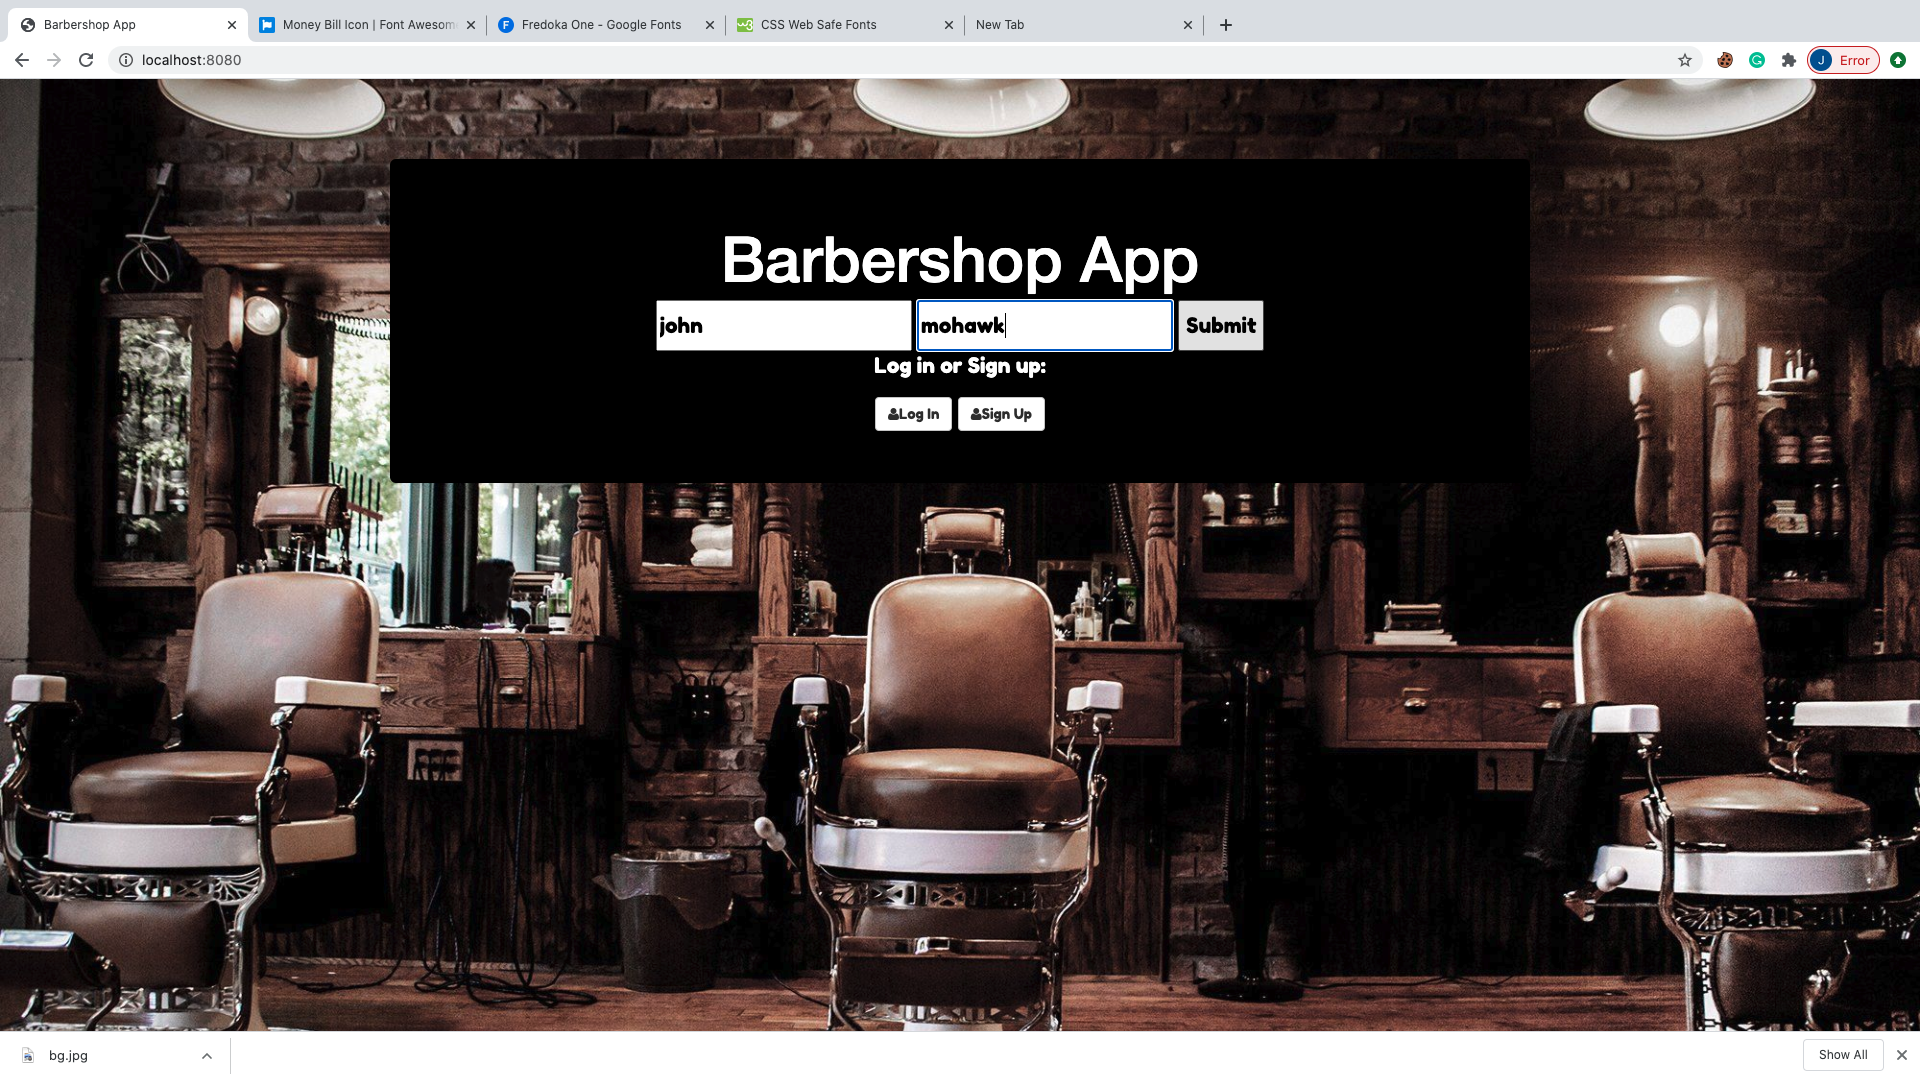 Barbershop App
Money Bill Icon | Font Awesom
Fredoka One - Google Fonts
CSS Web Safe Fonts
New Tab
localhost:8080
J Error
Barbershop App
john mohawk Submit
Log in or Sign up:
Log In Sign Up
bg.jpg
Show All